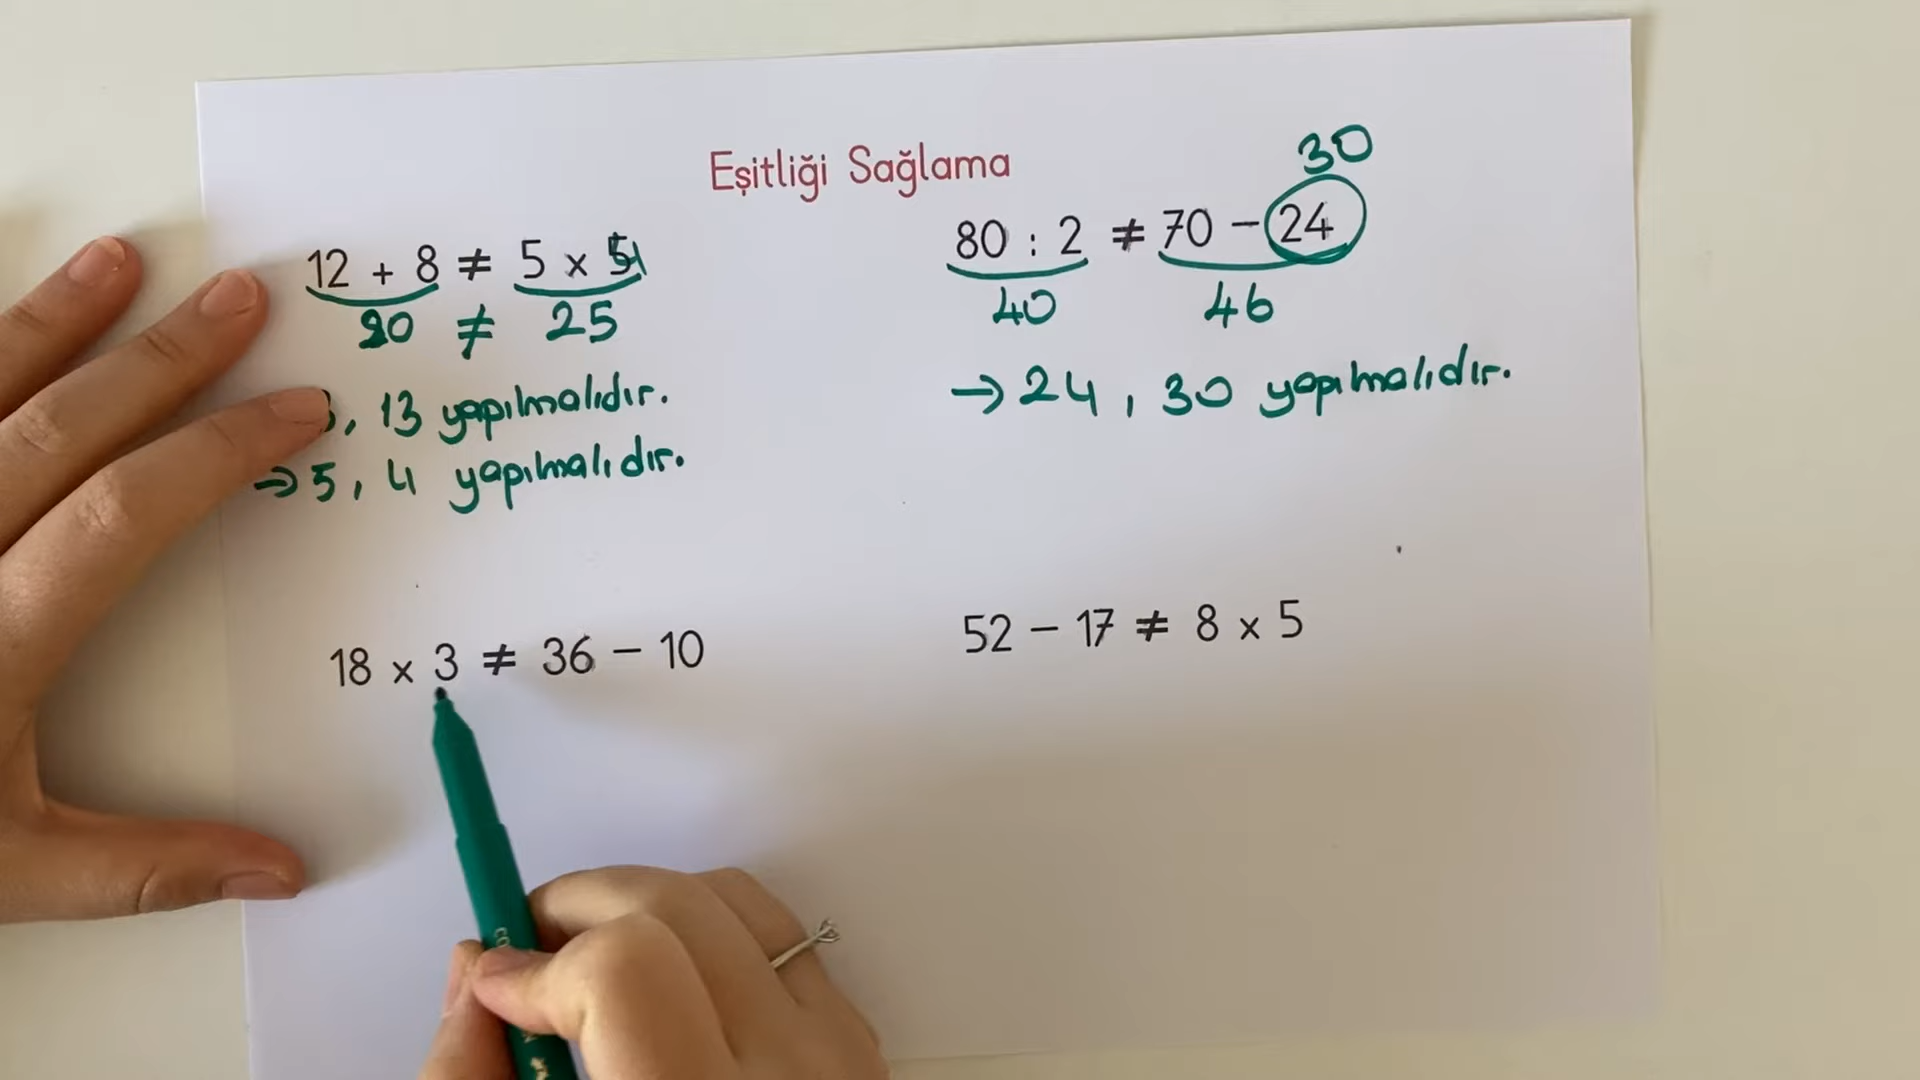 Eşitliği Sağlama
12 + 8 ≠ 5 x 5
20 ≠ 25
, 13 yapılmalıdır.
→ 5, 4 yapılmalıdır.
30
80 : 2 ≠ 70 - 24
40 46
→ 24, 30 yapılmalıdır.
18 x 3 ≠ 36 - 10
52 - 17 ≠ 8 x 5